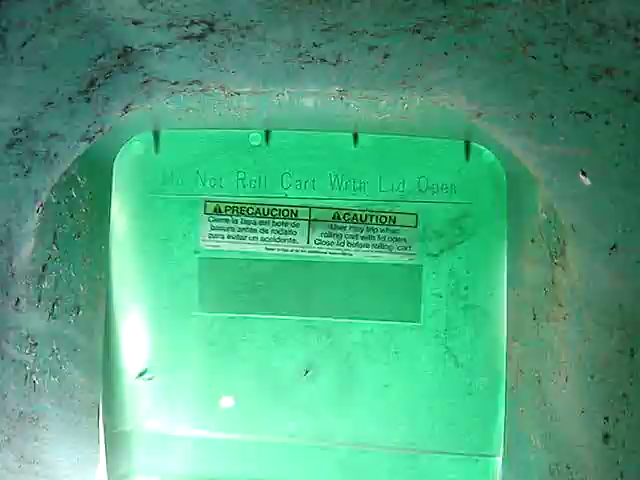 Do Not Roll Cart With Lid Open
PRECAUCION
Cierre la tapa del bote de
basura antes de rodarlo
para evitar un accidente.
CAUTION
User may trip when
rolling cart with lid open.
Close lid before rolling cart.